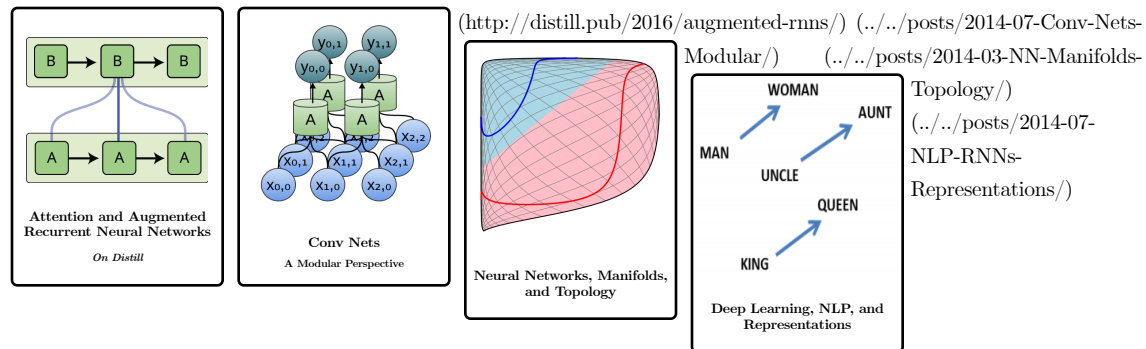 B B B
A A A
Attention and Augmented
Recurrent Neural Networks
On Distill
y0,1 y1,1
y0,0 y1,0
A A
A A
x2,2
x0,1 x1,1 x2,1
x0,0 x1,0 x2,0
Conv Nets
A Modular Perspective
(http://distill.pub/2016/augmented-rnns/) (../../posts/2014-07-Conv-Nets-
Modular/) (../../posts/2014-03-NN-Manifolds-
Topology/)
(../../posts/2014-07-
NLP-RNNs-
Representations/)
Neural Networks, Manifolds,
and Topology
WOMAN
AUNT
MAN
UNCLE
QUEEN
KING
Deep Learning, NLP, and
Representations